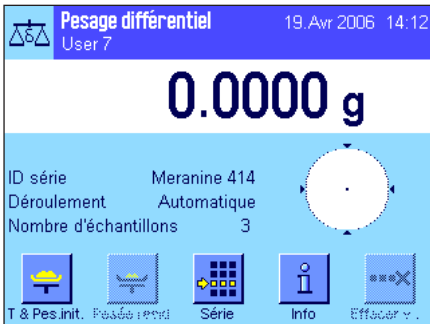 Pesage différentiel 19.Avr 2006 14:12
User 7
0.0000 g
ID série Meranine 414
Déroulement Automatique
Nombre d'échantillons 3
T & Pes.init. Série Info Effacer v.